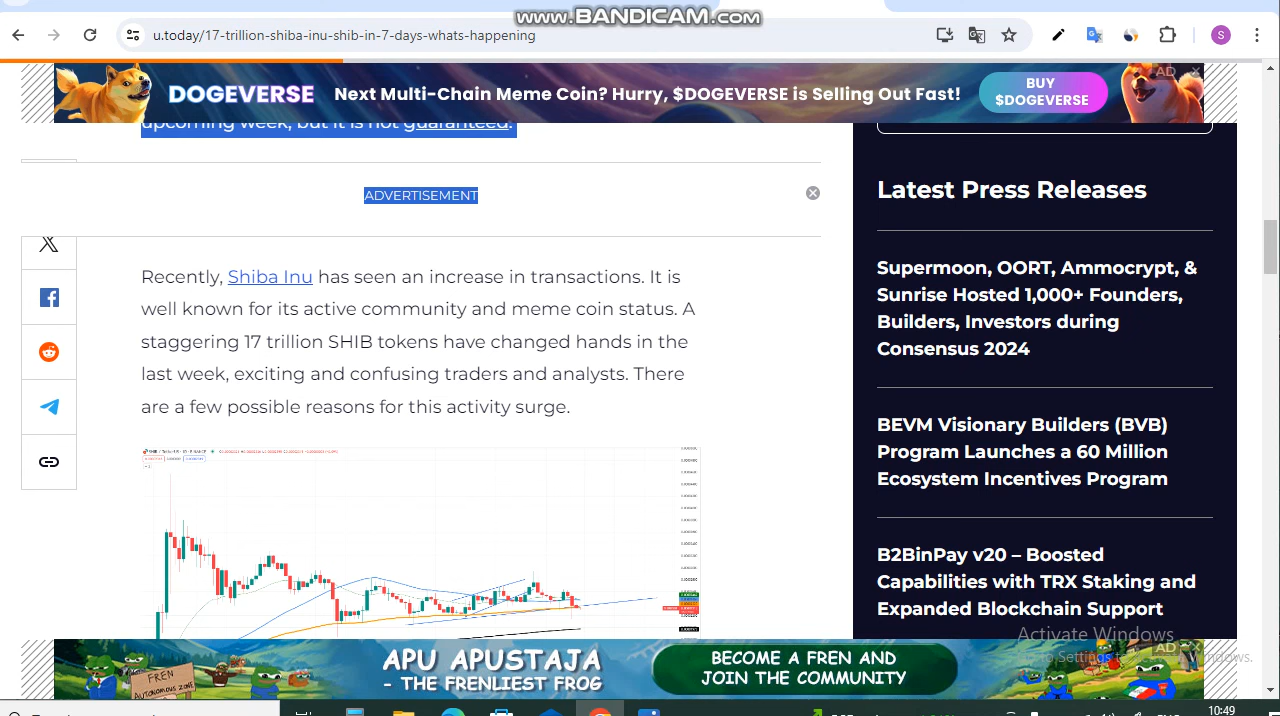 www.BANDICAM.com
u.today/17-trillion-shiba-inu-shib-in-7-days-whats-happening
S
DOGEVERSE Next Multi-Chain Meme Coin? Hurry, $DOGEVERSE is Selling Out Fast! BUY $DOGEVERSE
AD
upcoming week, but it is not guaranteed.
ADVERTISEMENT
Recently, Shiba Inu has seen an increase in transactions. It is
well known for its active community and meme coin status. A
staggering 17 trillion SHIB tokens have changed hands in the
last week, exciting and confusing traders and analysts. There
are a few possible reasons for this activity surge.
Latest Press Releases
Supermoon, OORT, Ammocrypt, &
Sunrise Hosted 1,000+ Founders,
Builders, Investors during
Consensus 2024
BEVM Visionary Builders (BVB)
Program Launches a 60 Million
Ecosystem Incentives Program
B2BinPay v20 – Boosted
Capabilities with TRX Staking and
Expanded Blockchain Support
Activate Windows
FREN
AUTONOMOUS ZONE
APU APUSTAJA
- THE FRENLIEST FROG
BECOME A FREN AND
JOIN THE COMMUNITY
AD
10:49